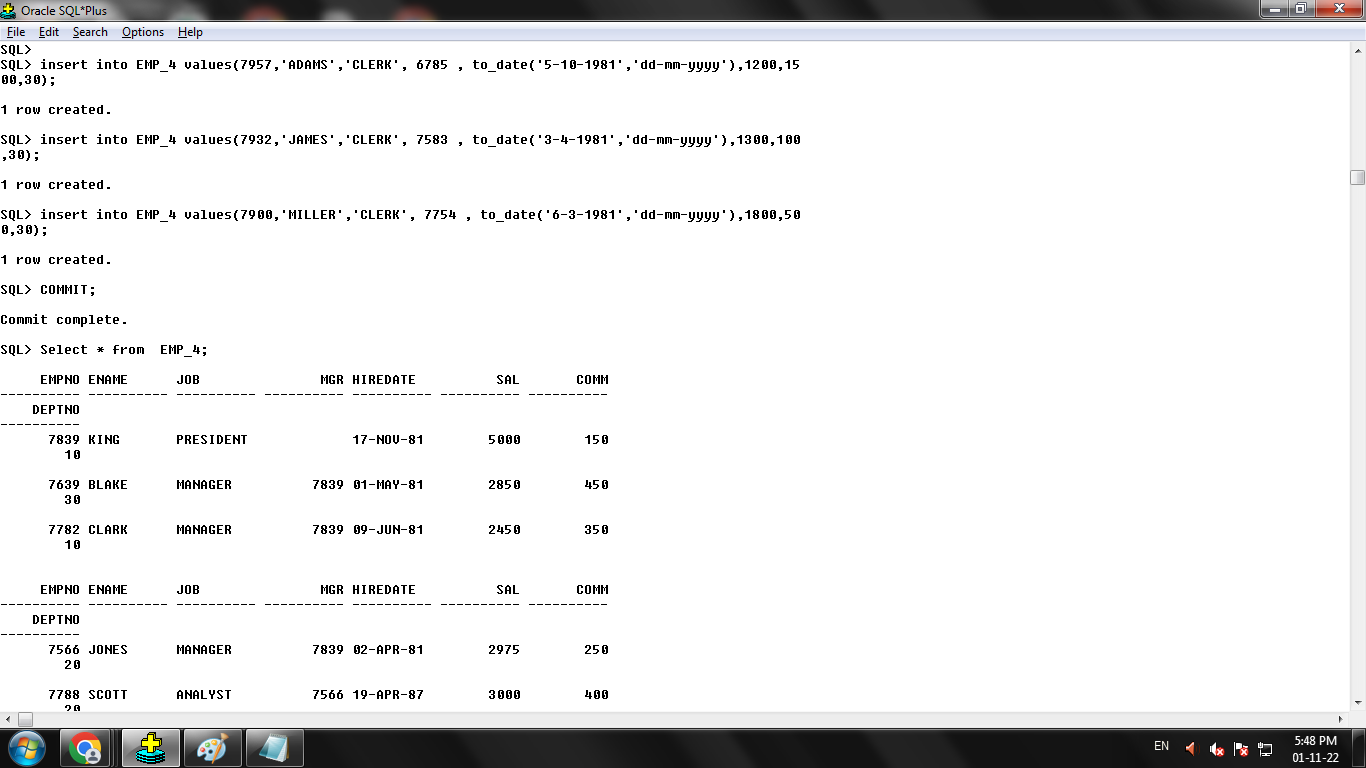 Oracle SQL*Plus
File Edit Search Options Help
SQL>
SQL> insert into EMP_4 values(7957,'ADAMS','CLERK', 6785 , to_date('5-10-1981','dd-mm-yyyy'),1200,15
00,30);
1 row created.
SQL> insert into EMP_4 values(7932,'JAMES','CLERK', 7583 , to_date('3-4-1981','dd-mm-yyyy'),1300,100
,30);
1 row created.
SQL> insert into EMP_4 values(7900,'MILLER','CLERK', 7754 , to_date('6-3-1981','dd-mm-yyyy'),1800,50
0,30);
1 row created.
SQL> COMMIT;
Commit complete.
SQL> Select * from  EMP_4;
     EMPNO ENAME      JOB               MGR HIREDATE          SAL       COMM
---------- ---------- ---------- ---------- ---------- ---------- ----------
    DEPTNO
----------
      7839 KING       PRESIDENT             17-NOV-81        5000        150
        10
      7639 BLAKE      MANAGER          7839 01-MAY-81        2850        450
        30
      7782 CLARK      MANAGER          7839 09-JUN-81        2450        350
        10
     EMPNO ENAME      JOB               MGR HIREDATE          SAL       COMM
---------- ---------- ---------- ---------- ---------- ---------- ----------
    DEPTNO
----------
      7566 JONES      MANAGER          7839 02-APR-81        2975        250
        20
      7788 SCOTT      ANALYST          7566 19-APR-87        3000        400
        20
EN
5:48 PM
01-11-22